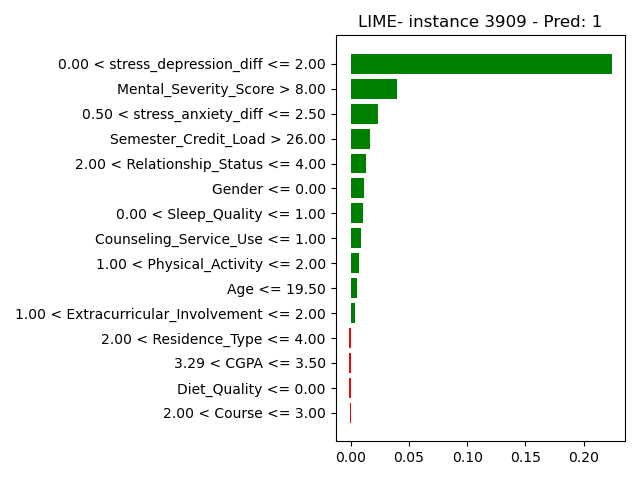 LIME- instance 3909 - Pred: 1
0.00 < stress_depression_diff <= 2.00
Mental_Severity_Score > 8.00
0.50 < stress_anxiety_diff <= 2.50
Semester_Credit_Load > 26.00
2.00 < Relationship_Status <= 4.00
Gender <= 0.00
0.00 < Sleep_Quality <= 1.00
Counseling_Service_Use <= 1.00
1.00 < Physical_Activity <= 2.00
Age <= 19.50
1.00 < Extracurricular_Involvement <= 2.00
2.00 < Residence_Type <= 4.00
3.29 < CGPA <= 3.50
Diet_Quality <= 0.00
2.00 < Course <= 3.00
0.00 0.05 0.10 0.15 0.20